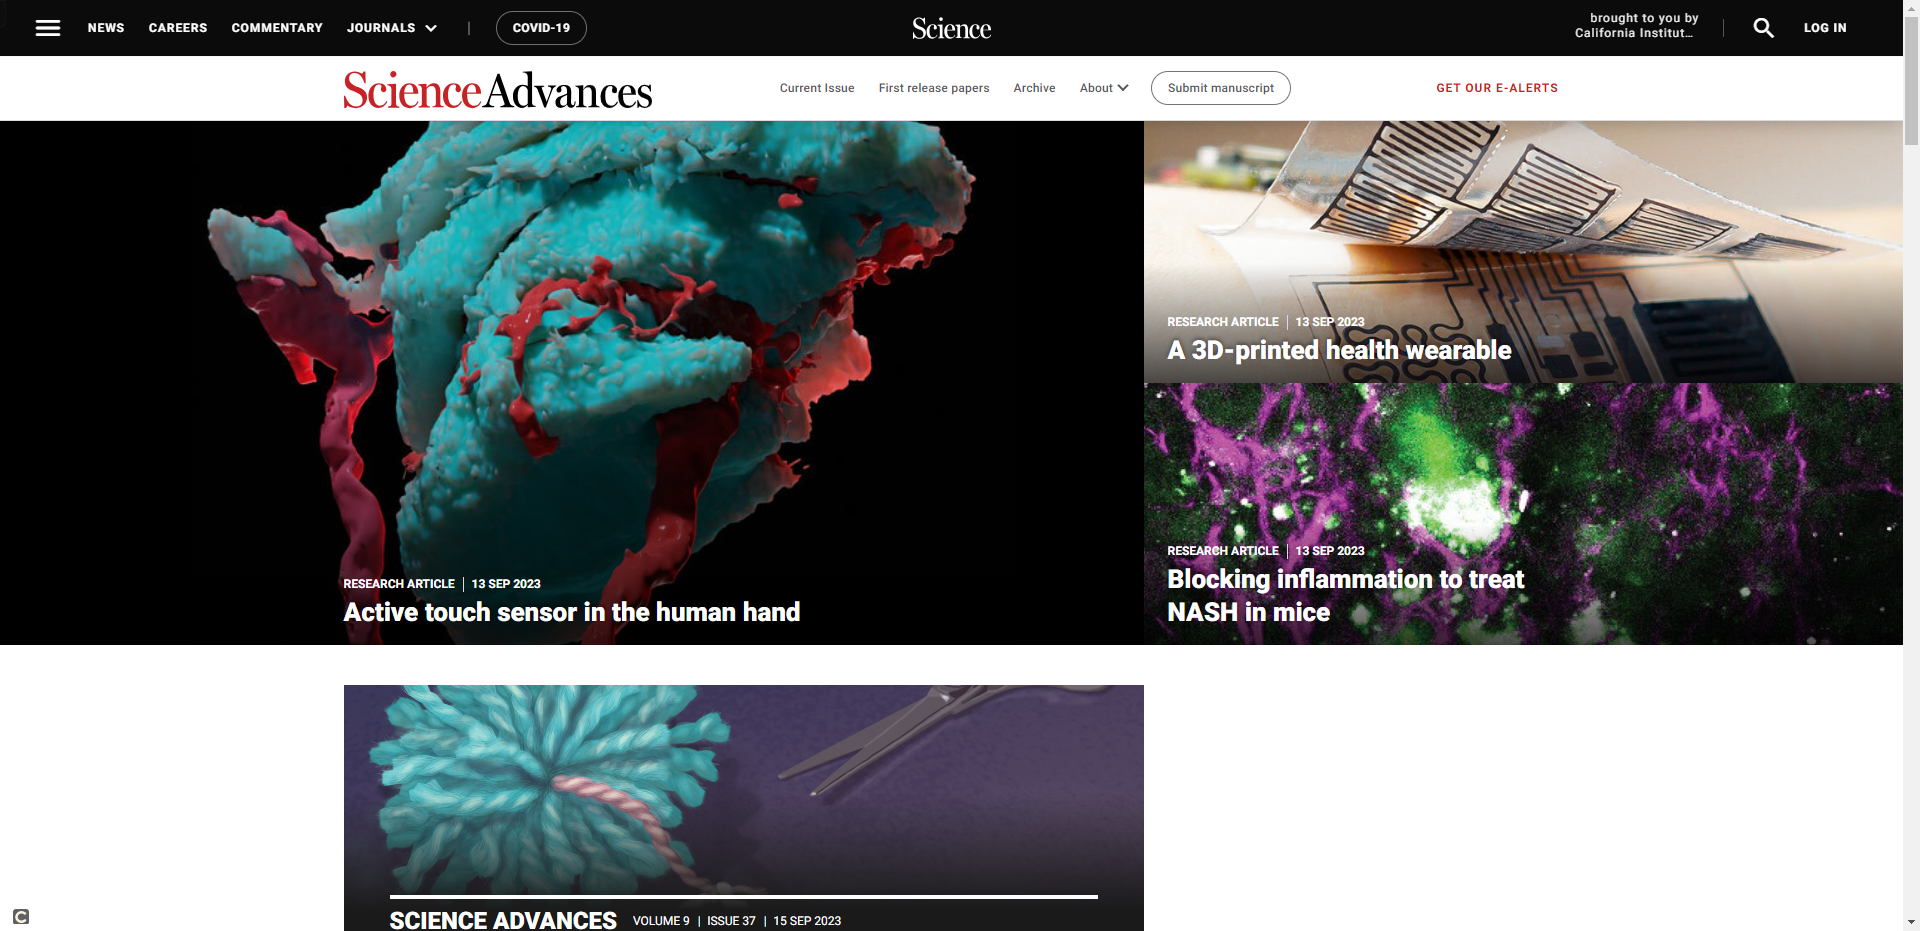 NEWS CAREERS COMMENTARY JOURNALS | COVID-19
Science
brought to you by
California Institut...
LOG IN
ScienceAdvances
Current Issue First release papers Archive About Submit manuscript
GET OUR E-ALERTS
RESEARCH ARTICLE | 13 SEP 2023
Active touch sensor in the human hand
RESEARCH ARTICLE | 13 SEP 2023
A 3D-printed health wearable
RESEARCH ARTICLE | 13 SEP 2023
Blocking inflammation to treat
NASH in mice
SCIENCE ADVANCES VOLUME 9 | ISSUE 37 | 15 SEP 2023
C